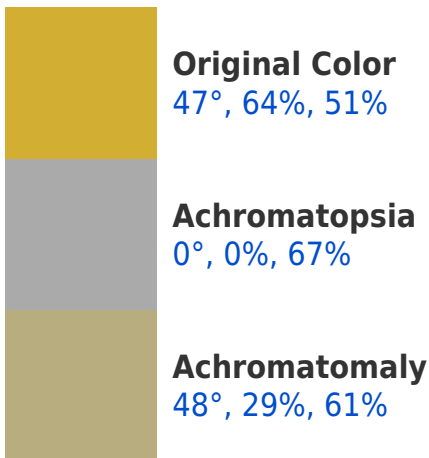 Original Color
47°, 64%, 51%
Achromatopsia
0°, 0%, 67%
Achromatomaly
48°, 29%, 61%